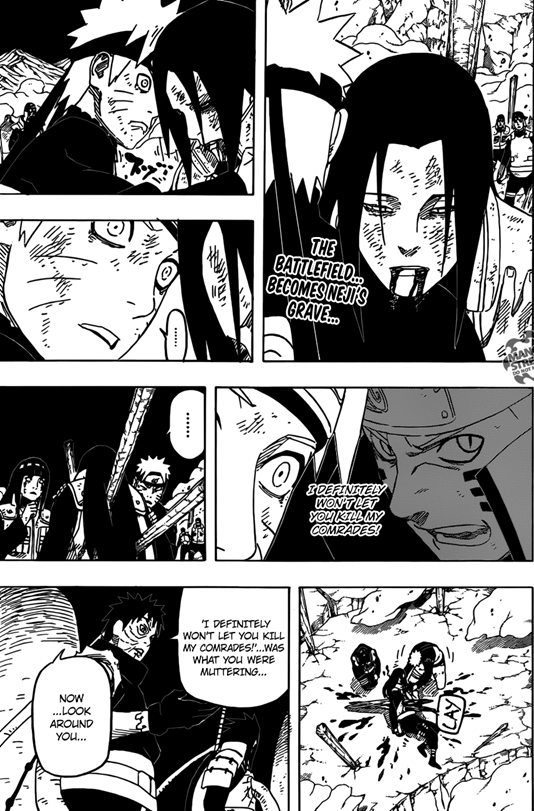 THE
BATTLEFIELD...
BECOMES NEJI'S
GRAVE...
I DEFINITELY
WON'T LET
YOU KILL MY
COMRADES!
'I DEFINITELY
WON'T LET YOU KILL
MY COMRADES!'...WAS
WHAT YOU WERE
MUTTERING...
NOW
...LOOK
AROUND
YOU...